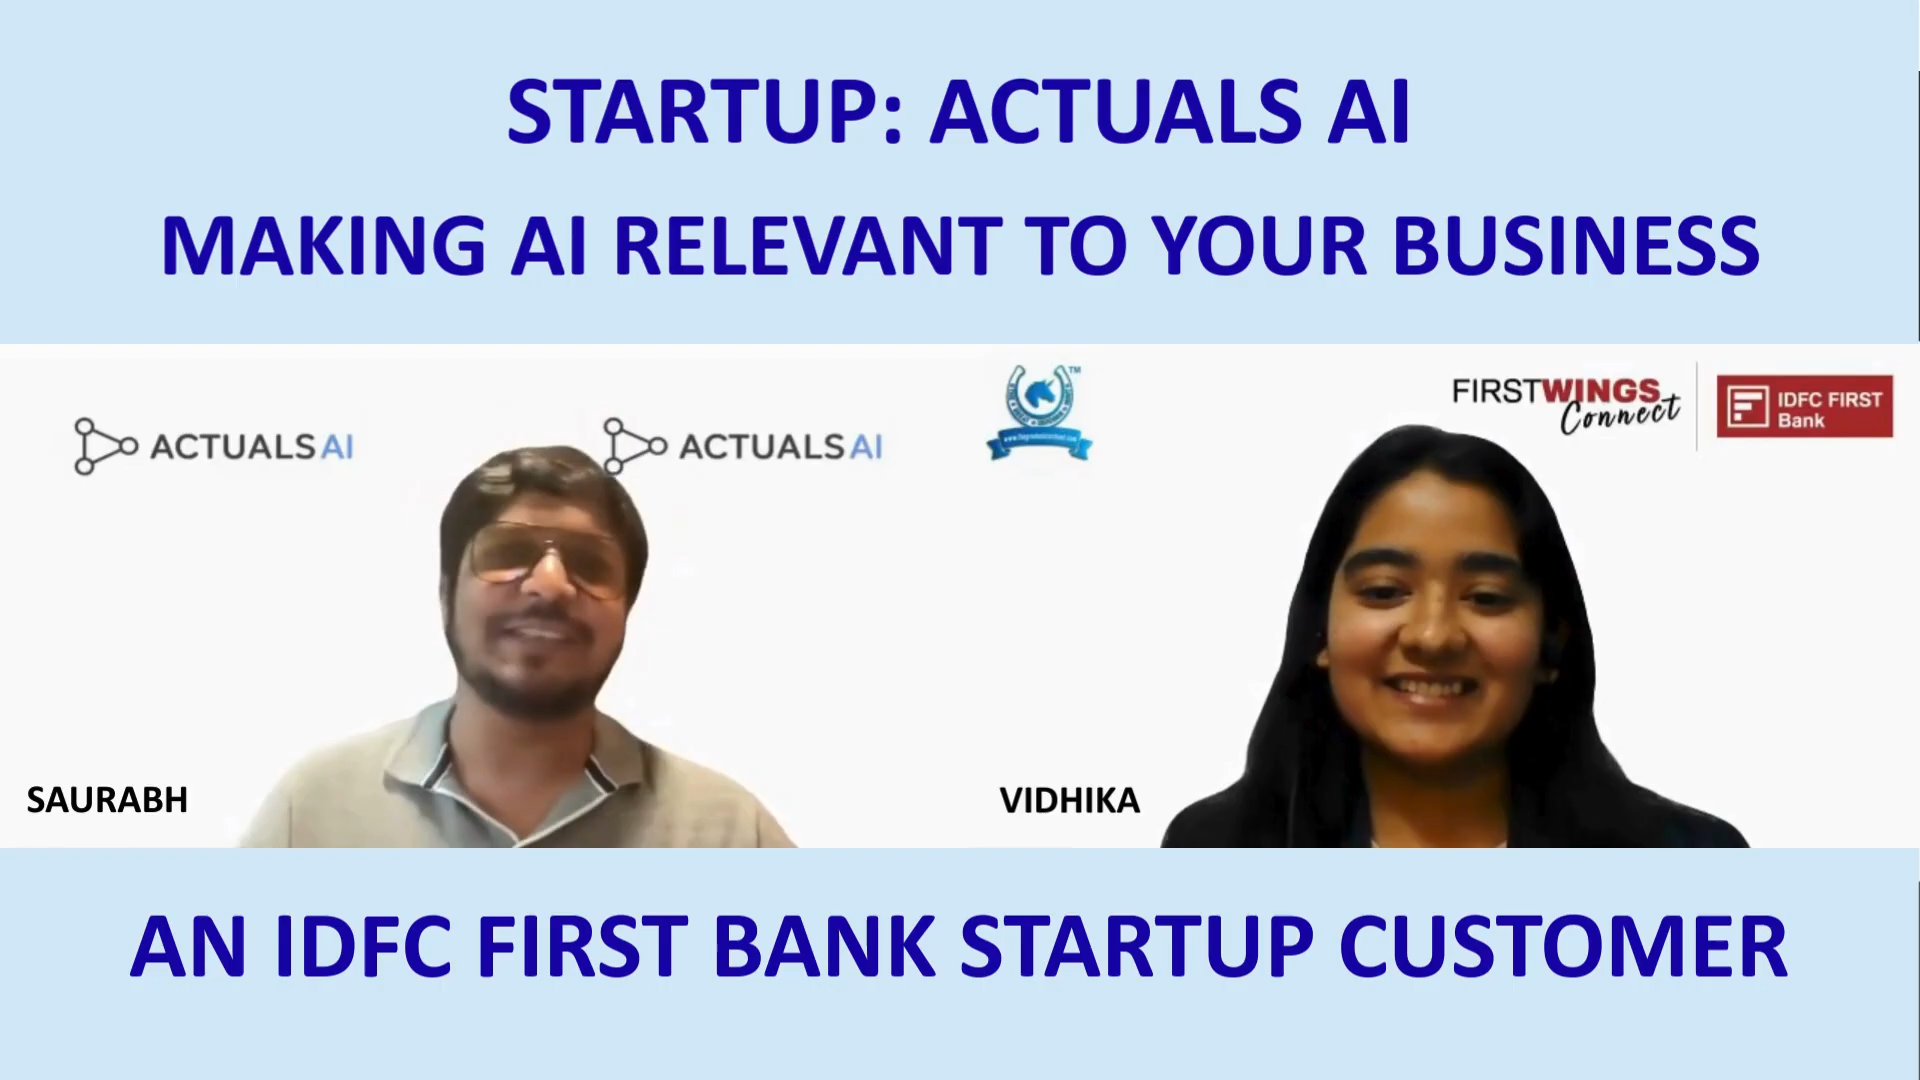 STARTUP: ACTUALS AI
MAKING AI RELEVANT TO YOUR BUSINESS
ACTUALSAI
ACTUALSAI
TM
FIRSTWINGS
Connect
IDFC FIRST
Bank
SAURABH
VIDHIKA
AN IDFC FIRST BANK STARTUP CUSTOMER